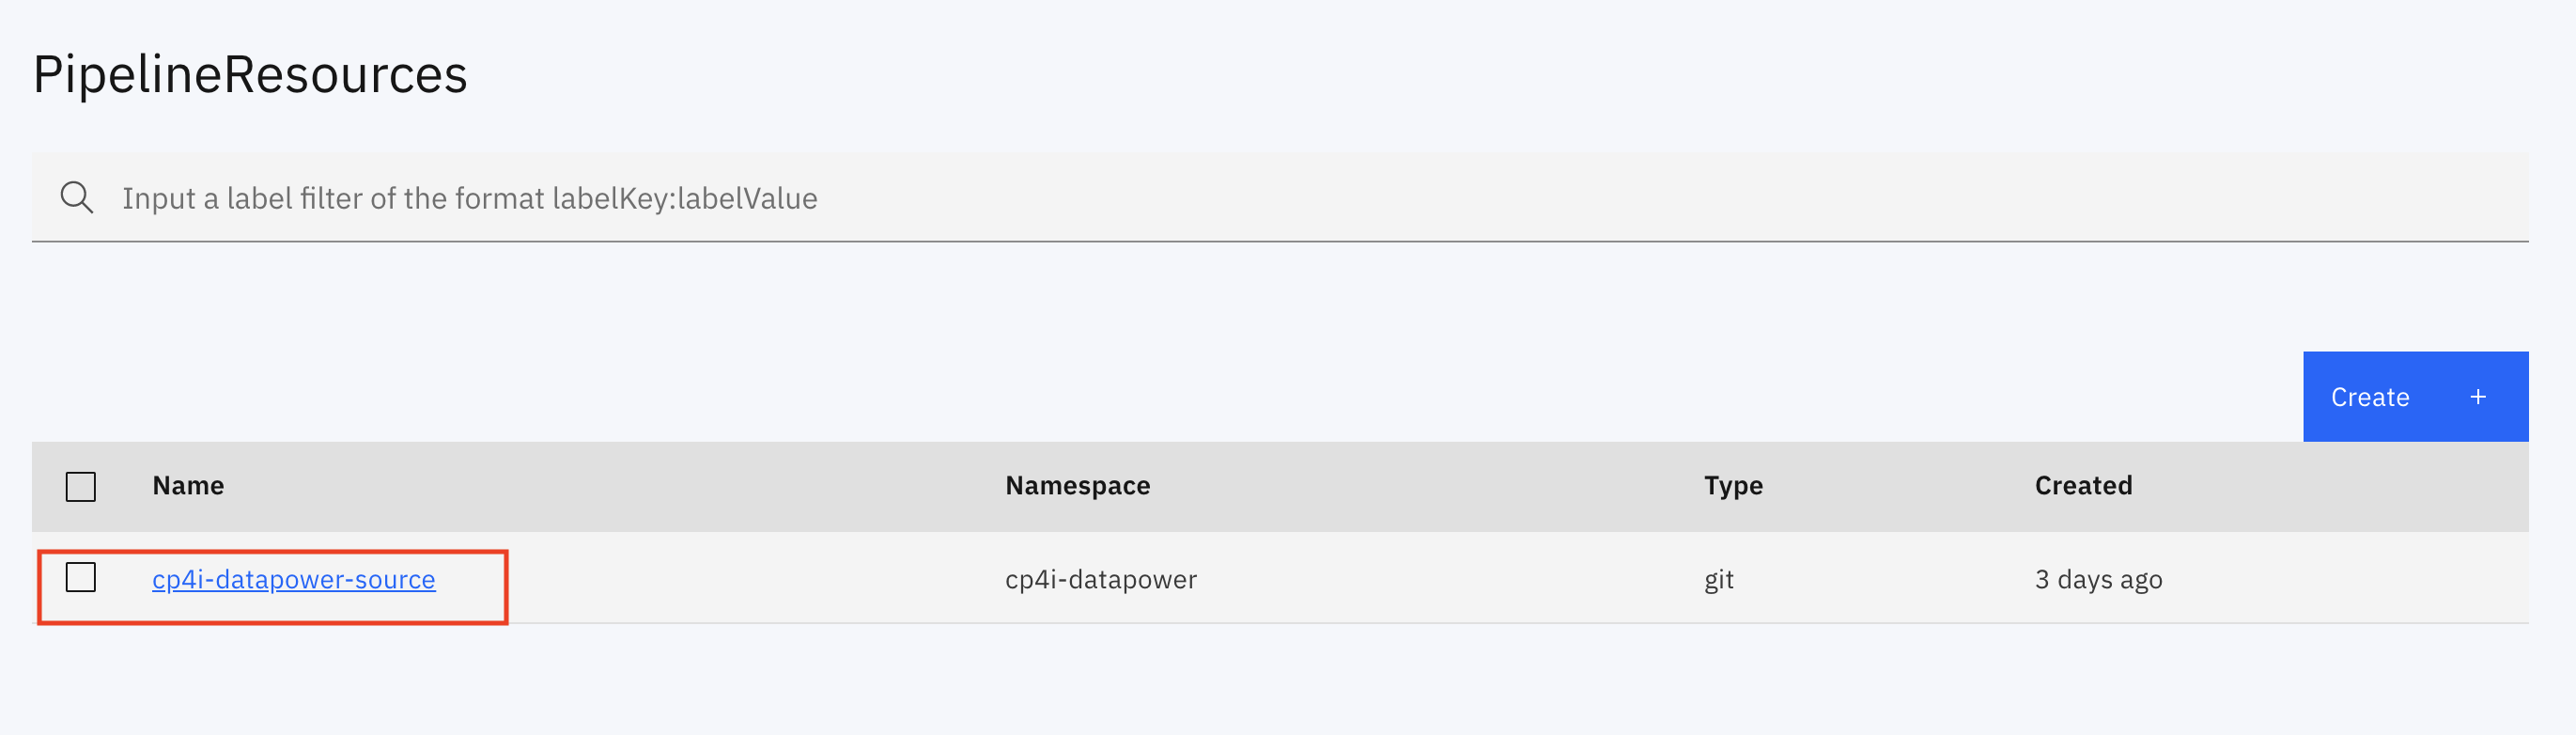 PipelineResources
Input a label filter of the format labelKey:labelValue
Create +
Name Namespace Type Created
cp4i-datapower-source cp4i-datapower git 3 days ago